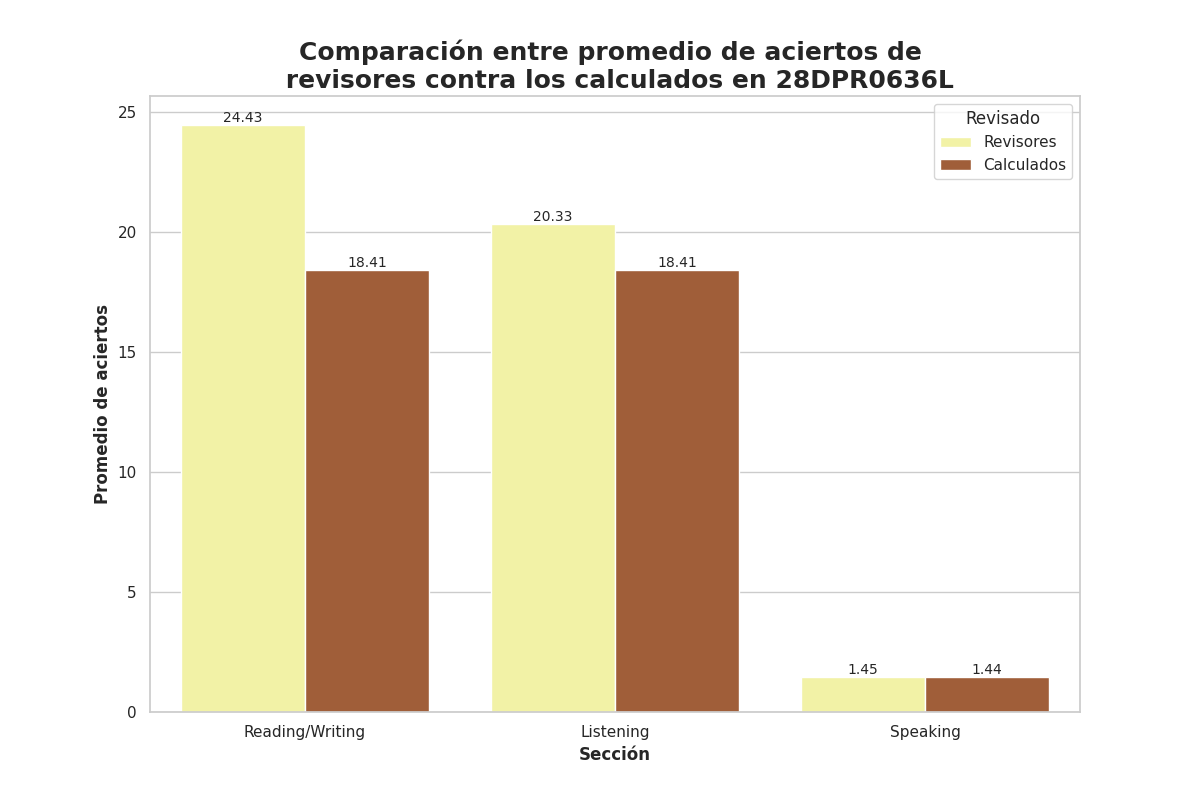 Comparación entre promedio de aciertos de
revisores contra los calculados en 28DPR0636L
Revisado
Revisores
Calculados
25
20
15
10
5
0
Promedio de aciertos
24.43
18.41
20.33
18.41
1.45
1.44
Reading/Writing
Listening
Speaking
Sección